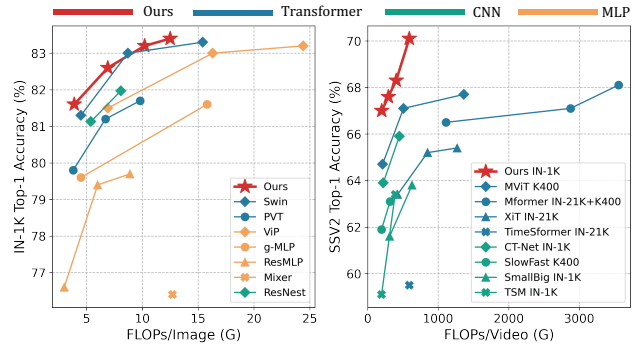 Ours Transformer CNN MLP
IN-1K Top-1 Accuracy (%)
83
82
81
80
79
78
77
5 10 15 20 25
FLOPs/Image (G)
Ours
Swin
PVT
ViP
g-MLP
ResMLP
Mixer
ResNest
SSV2 Top-1 Accuracy (%)
70
68
66
64
62
60
0 1000 2000 3000
FLOPs/Video (G)
Ours IN-1K
MViT K400
Mformer IN-21K+K400
XiT IN-21K
TimeSformer IN-21K
CT-Net IN-1K
SlowFast K400
SmallBig IN-1K
TSM IN-1K